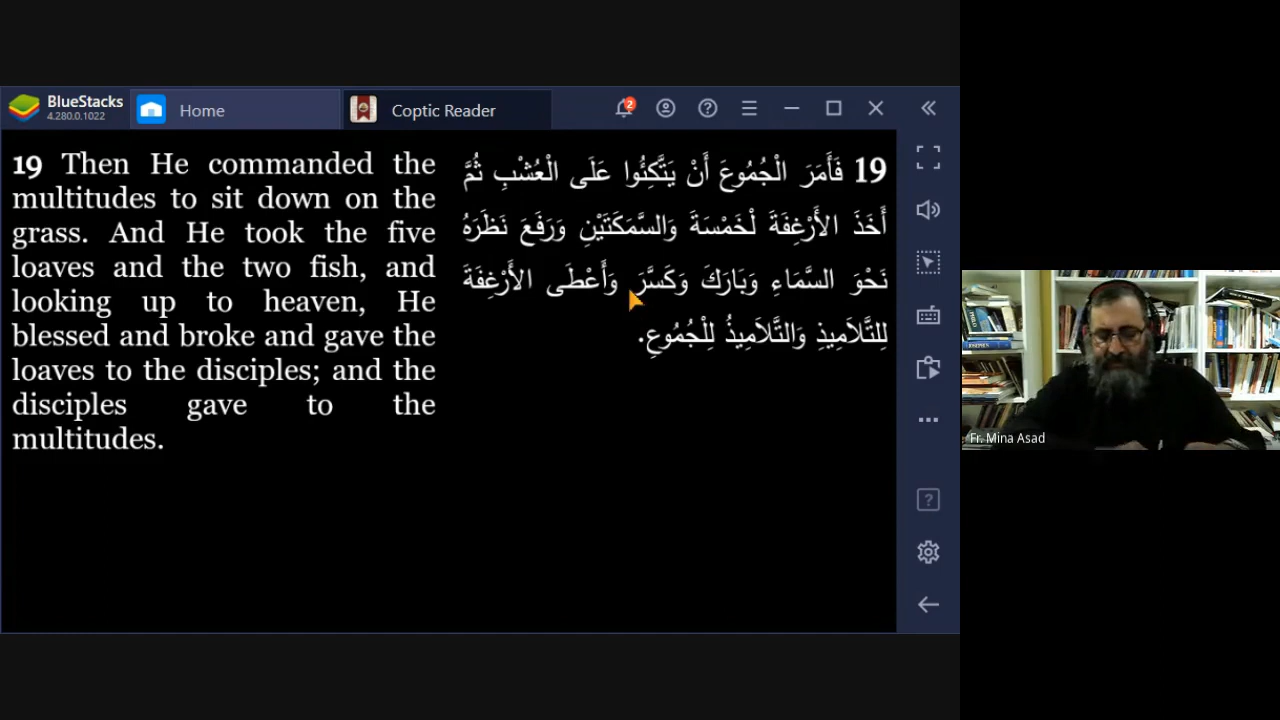 BlueStacks
4.280.0.1022
Home
Coptic Reader
2
19 Then He commanded the
multitudes to sit down on the
grass. And He took the five
loaves and the two fish, and
looking up to heaven, He
blessed and broke and gave the
loaves to the disciples; and the
disciples gave to the
multitudes.
19 فَأَمَرَ الْجُمُوعَ أَنْ يَتَّكِئُوا عَلَى الْعُشْبِ ثُمَّ
أَخَذَ الأَرْغِفَةَ لْخَمْسَةَ وَالسَّمَكَتَيْنِ وَرَفَعَ نَظَرَهُ
نَحْوَ السَّمَاءِ وَبَارَكَ وَكَسَّرَ وَأَعْطَى الأَرْغِفَةَ
لِلتَّلاَمِيذِ وَالتَّلاَمِيذُ لِلْجُمُوعِ.
Fr. Mina Asad